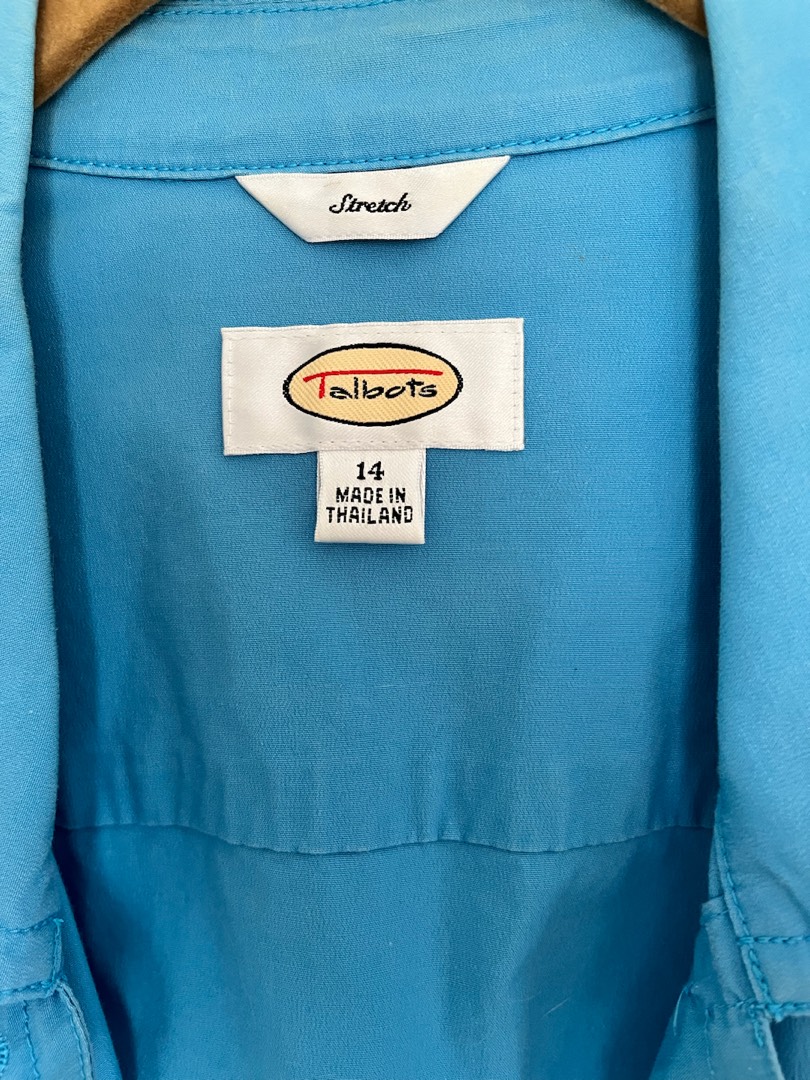 Stretch
Talbots
14
MADE IN
THAILAND